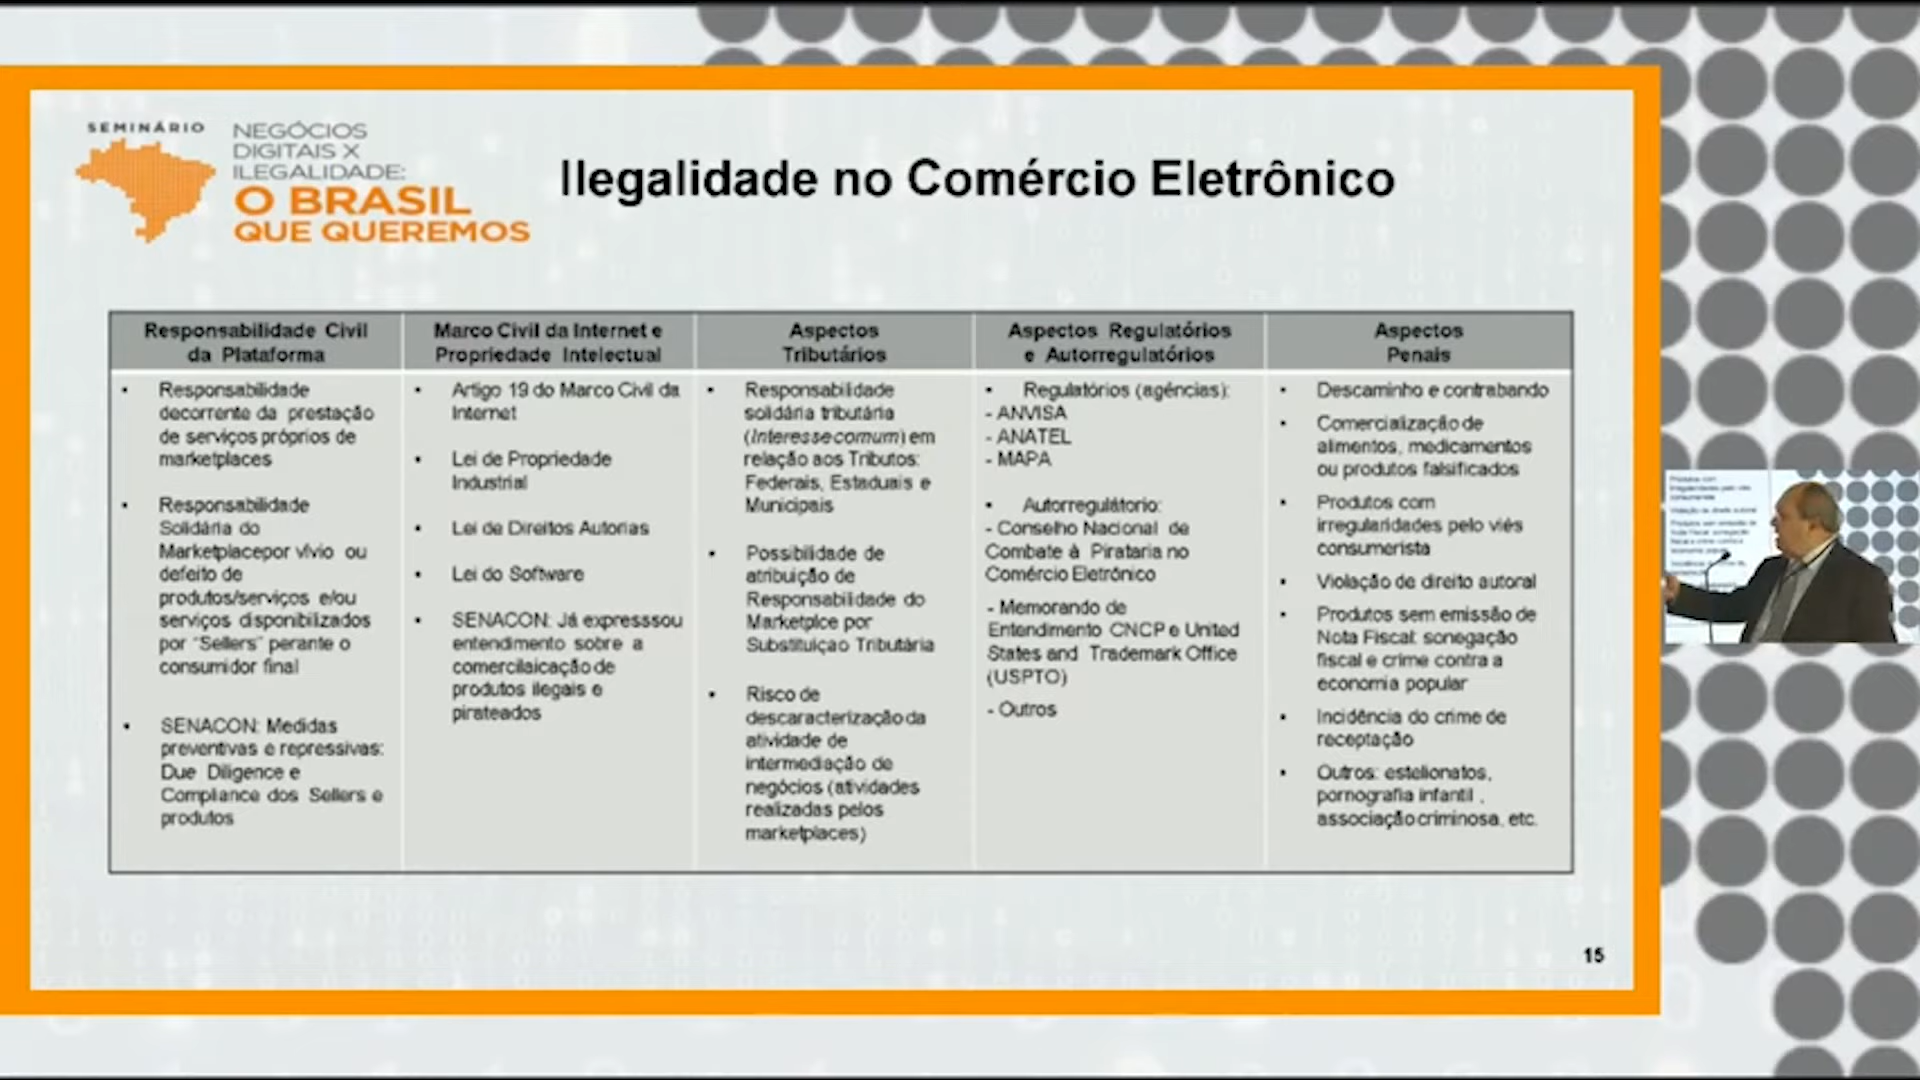 SEMINÁRIO
NEGÓCIOS
DIGITAIS X
ILEGALIDADE:
O BRASIL
QUE QUEREMOS
Ilegalidade no Comércio Eletrônico
Responsabilidade Civil
da Plataforma
Responsabilidade
decorrente da prestação
de serviços próprios de
marketplaces
Responsabilidade
Solidária do
Marketplacepor vívio ou
defeito de
produtos/serviços e/ou
serviços disponibilizados
por "Sellers" perante o
consumidor final
SENACON: Medidas
preventivas e repressivas:
Due Diligence e
Compliance dos Sellers e
produtos
Marco Civil da Internet e
Propriedade Intelectual
Artigo 19 do Marco Civil da
Internet
Lei de Propriedade
Industrial
Lei de Direitos Autorias
Lei do Software
SENACON: Já expresssou
entendimento sobre a
comercilaicação de
produtos ilegais e
pirateados
Aspectos
Tributários
Responsabilidade
solidária tributária
(Interesse comum) em
relação aos Tributos:
Federais, Estaduais e
Municipais
Possibilidade de
atribuição de
Responsabilidade do
Marketplce por
Substituiçao Tributária
Risco de
descaracterização da
atividade de
intermediação de
negócios (atividades
realizadas pelos
marketplaces)
Aspectos Regulatórios
e Autorregulatórios
Regulatórios (agências):
- ANVISA
- ANATEL
- MAPA
Autorregulátorio:
- Conselho Nacional de
Combate à Pirataria no
Comércio Eletrônico
- Memorando de
Entendimento CNCP e United
States and Trademark Office
(USPTO)
- Outros
Aspectos
Penais
Descaminho e contrabando
Comercialização de
alimentos, medicamentos
ou produtos falsificados
Produtos com
irregularidades pelo viés
consumerista
Violação de direito autoral
Produtos sem emissão de
Nota Fiscal: sonegação
fiscal e crime contra a
economia popular
Incidência do crime de
receptação
Outros: estelionatos,
pornografia infantil ,
associação criminosa, etc.
15